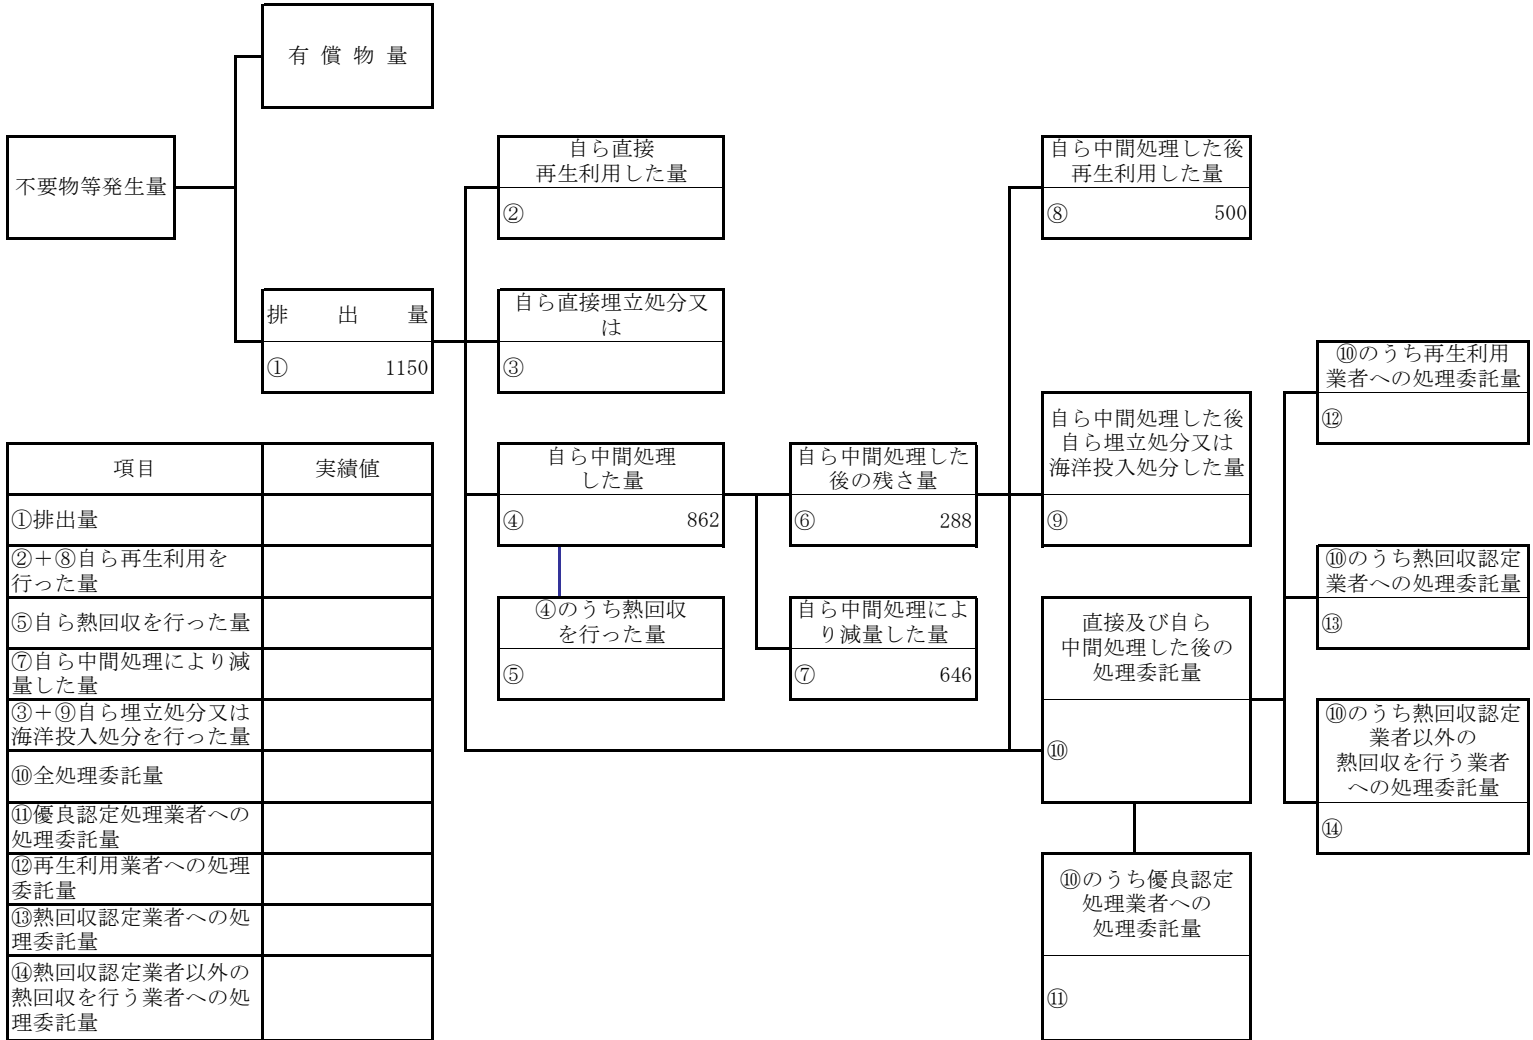 有償物量
不要物等発生量
自ら直接
再生利用した量
②
自ら中間処理した後
再生利用した量
⑧ 500
排出量
① 1150
自ら直接埋立処分又
は
③
⑩のうち再生利用
業者への処理委託量
⑫
自ら中間処理
した量
④ 862
自ら中間処理した
後の残さ量
⑥ 288
自ら中間処理した後
自ら埋立処分又は
海洋投入処分した量
⑨
⑩のうち熱回収認定
業者への処理委託量
⑬
④のうち熱回収
を行った量
⑤
自ら中間処理によ
り減量した量
⑦ 646
直接及び自ら
中間処理した後の
処理委託量
⑩
⑩のうち熱回収認定
業者以外の
熱回収を行う業者
への処理委託量
⑭
⑩のうち優良認定
処理業者への
処理委託量
⑪
項目 実績値
①排出量
②+⑧自ら再生利用を
行った量
⑤自ら熱回収を行った量
⑦自ら中間処理により減
量した量
③+⑨自ら埋立処分又は
海洋投入処分を行った量
⑩全処理委託量
⑪優良認定処理業者への
処理委託量
⑫再生利用業者への処理
委託量
⑬熱回収認定業者への処
理委託量
⑭熱回収認定業者以外の
熱回収を行う業者への処
理委託量